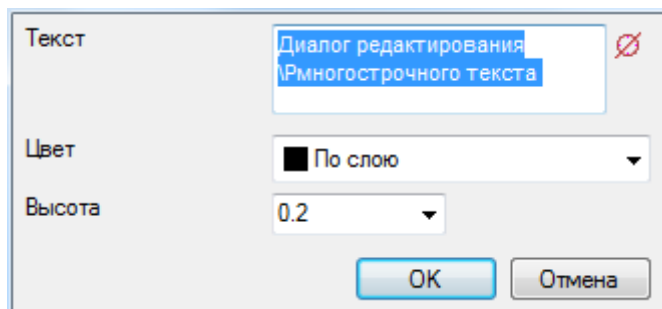 Текст
Диалог редактирования
\Pмногострочного текста
Цвет
По слою
Высота
0.2
OK
Отмена